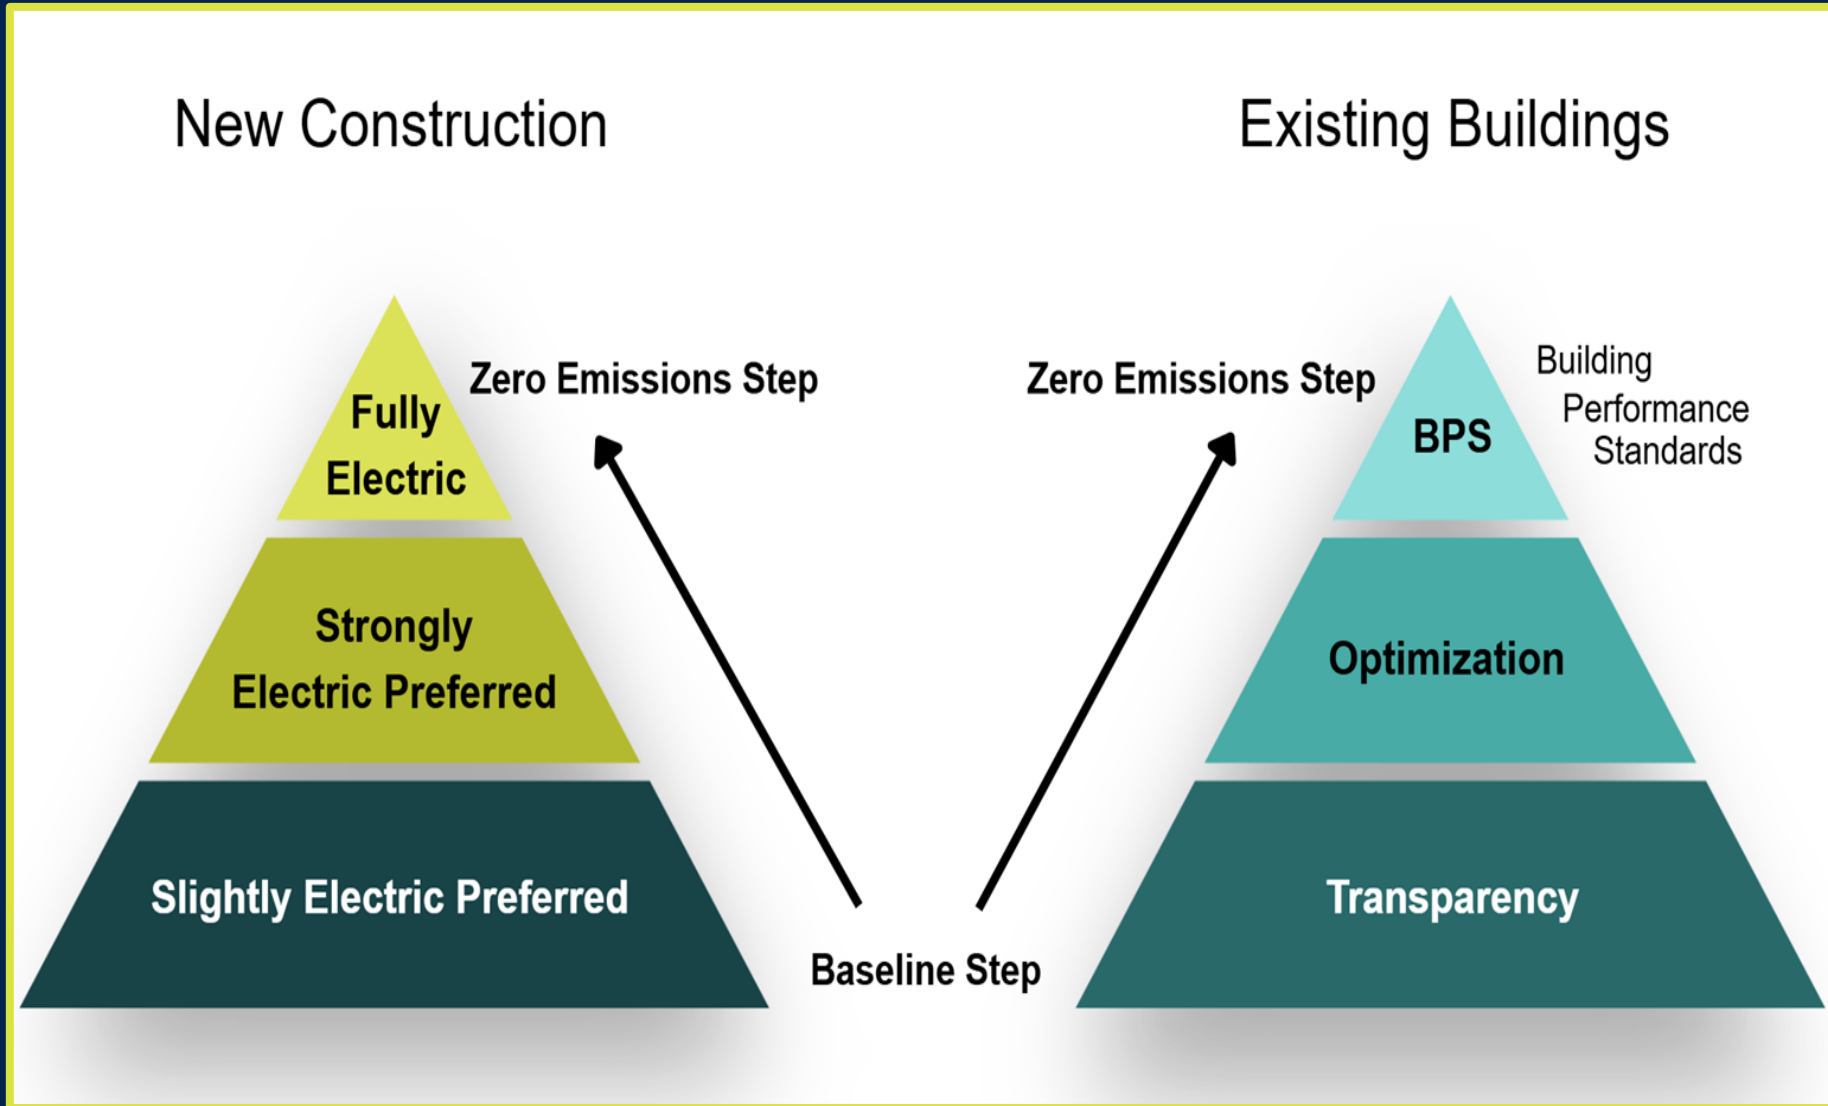 New Construction
Existing Buildings
Fully
Electric
Zero Emissions Step
Strongly
Electric Preferred
Slightly Electric Preferred
Baseline Step
Zero Emissions Step
BPS
Building
Performance
Standards
Optimization
Transparency